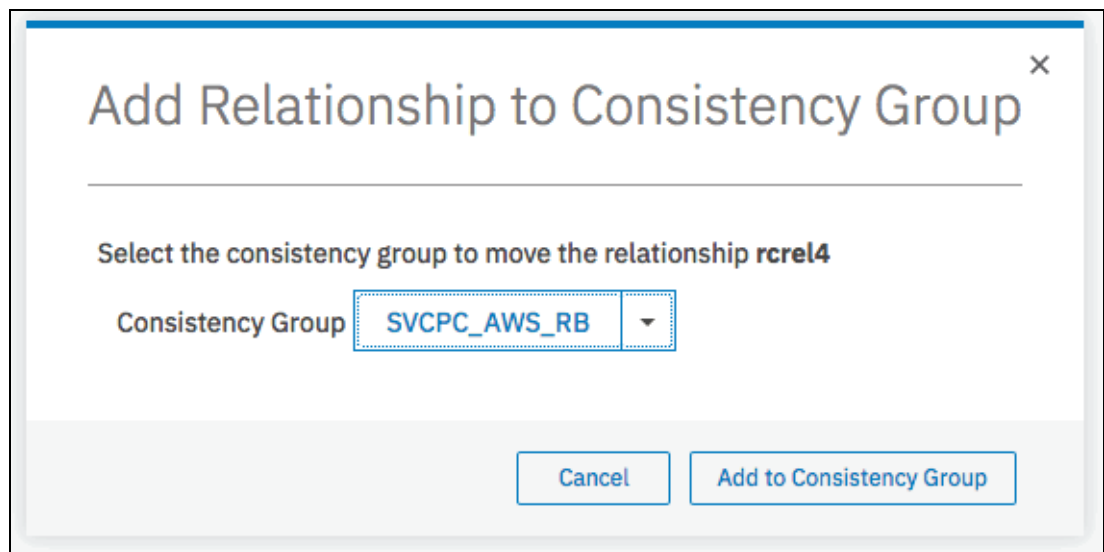 Add Relationship to Consistency Group
Select the consistency group to move the relationship rcrel4
Consistency Group SVCPC_AWS_RB
Cancel Add to Consistency Group